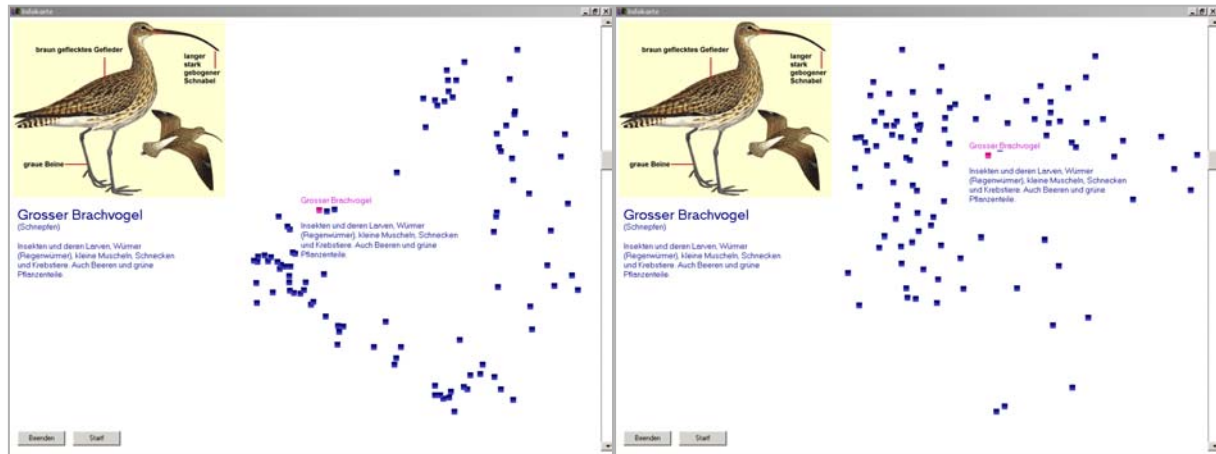 Infokarte
braun geflecktes Gefieder
langer
stark
gebogener
Schnabel
graue Beine
Grosser Brachvogel
(Schnepfen)
Insekten und deren Larven, Würmer
(Regenwürmer), kleine Muscheln, Schnecken
und Krebstiere. Auch Beeren und grüne
Pflanzenteile.
Grosser Brachvogel
Insekten und deren Larven, Würmer
(Regenwürmer), kleine Muscheln, Schnecken
und Krebstiere. Auch Beeren und grüne
Pflanzenteile.
Beenden
Start
Infokarte
braun geflecktes Gefieder
langer
stark
gebogener
Schnabel
graue Beine
Grosser Brachvogel
(Schnepfen)
Insekten und deren Larven, Würmer
(Regenwürmer), kleine Muscheln, Schnecken
und Krebstiere. Auch Beeren und grüne
Pflanzenteile.
Grosser Brachvogel
Insekten und deren Larven, Würmer
(Regenwürmer), kleine Muscheln, Schnecken
und Krebstiere. Auch Beeren und grüne
Pflanzenteile.
Beenden
Start